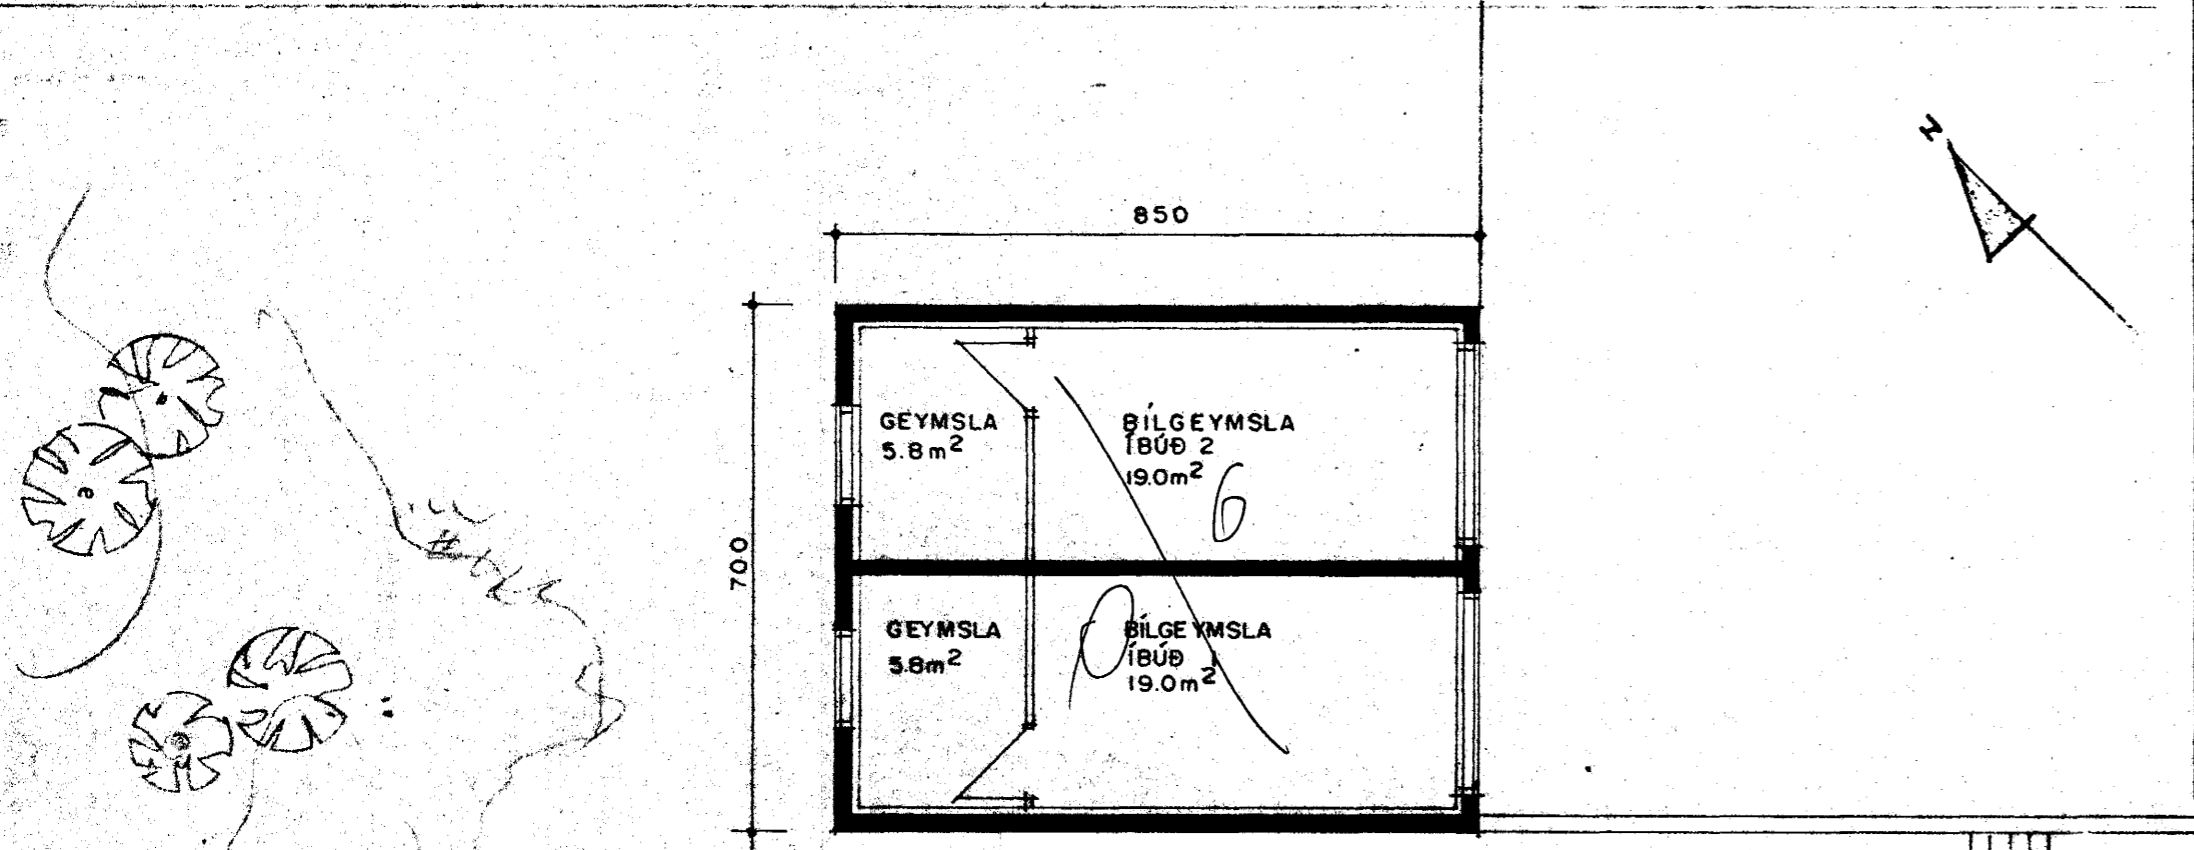 N
850
700
GEYMSLA
5.8m²
BÍLGEYMSLA
ÍBÚÐ 2
19.0m²
6
GEYMSLA
5.8m²
BÍLGEYMSLA
ÍBÚÐ 1
19.0m²